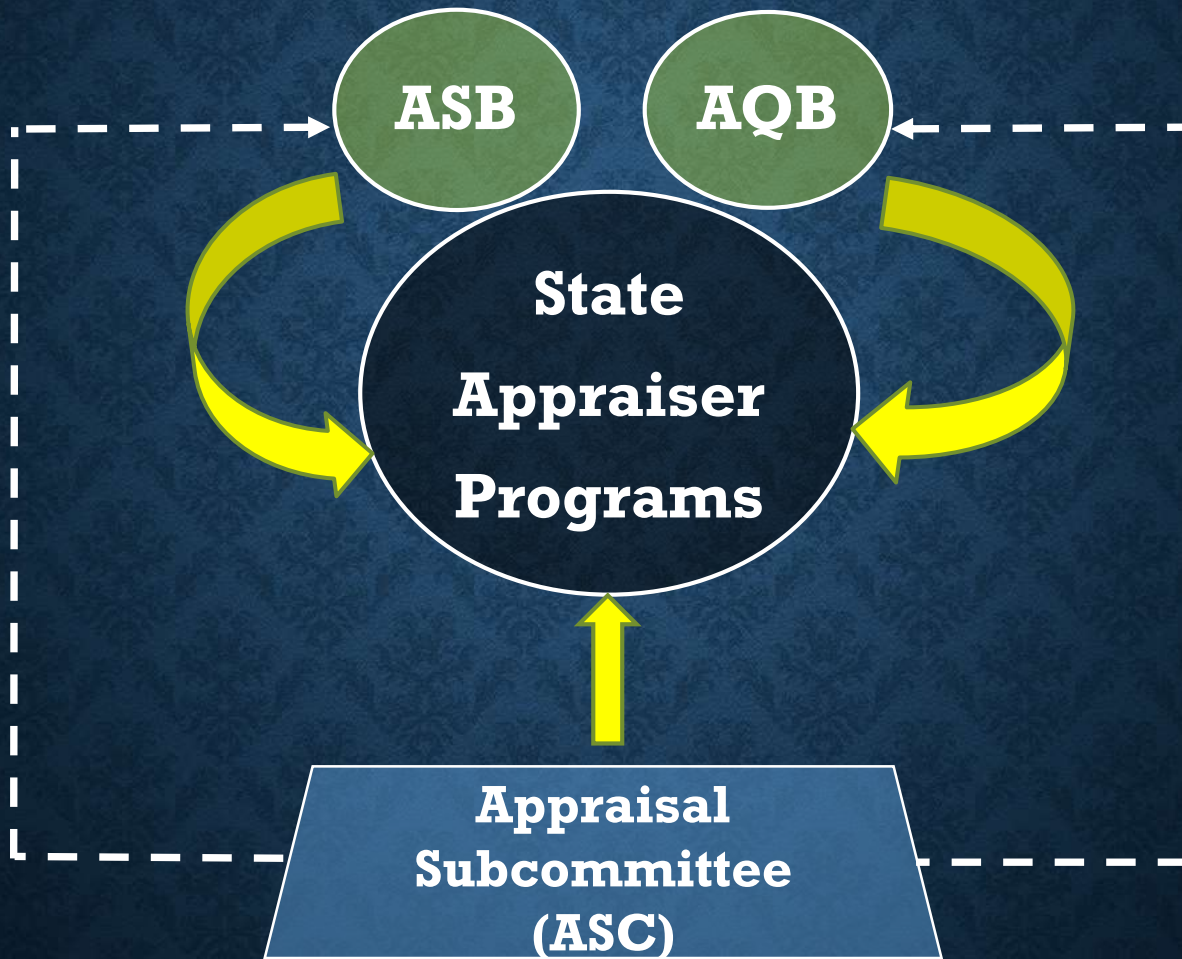 ASB
AQB
State
Appraiser
Programs
Appraisal
Subcommittee
(ASC)